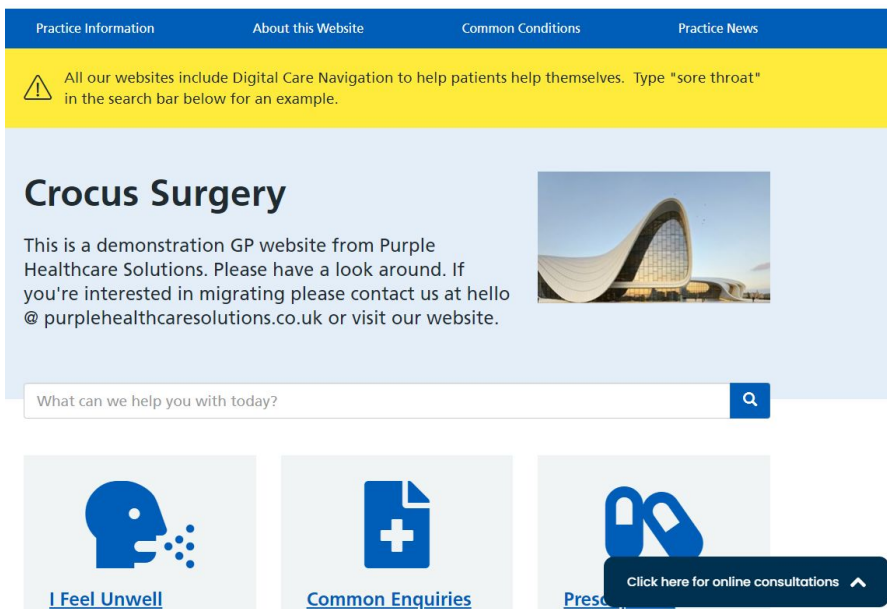 Practice Information
About this Website
Common Conditions
Practice News
All our websites include Digital Care Navigation to help patients help themselves. Type "sore throat"
in the search bar below for an example.
Crocus Surgery
This is a demonstration GP website from Purple
Healthcare Solutions. Please have a look around. If
you're interested in migrating please contact us at hello
@ purplehealthcaresolutions.co.uk or visit our website.
What can we help you with today?
I Feel Unwell
Common Enquiries
Click here for online consultations